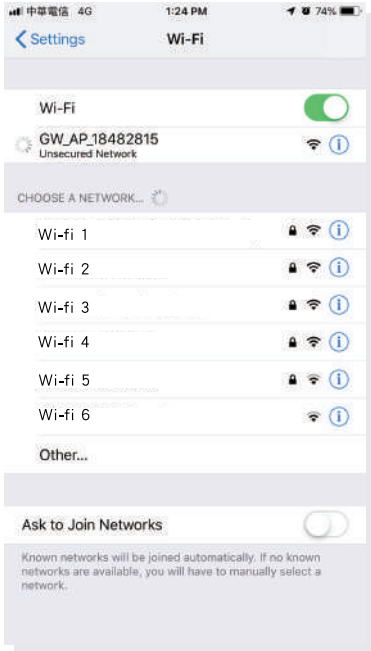 中華電信 4G 1:24 PM 74%
Settings Wi-Fi
Wi-Fi
GW_AP_18482815
Unsecured Network
CHOOSE A NETWORK...
Wi-fi 1
Wi-fi 2
Wi-fi 3
Wi-fi 4
Wi-fi 5
Wi-fi 6
Other...
Ask to Join Networks
Known networks will be joined automatically. If no known
networks are available, you will have to manually select a
network.